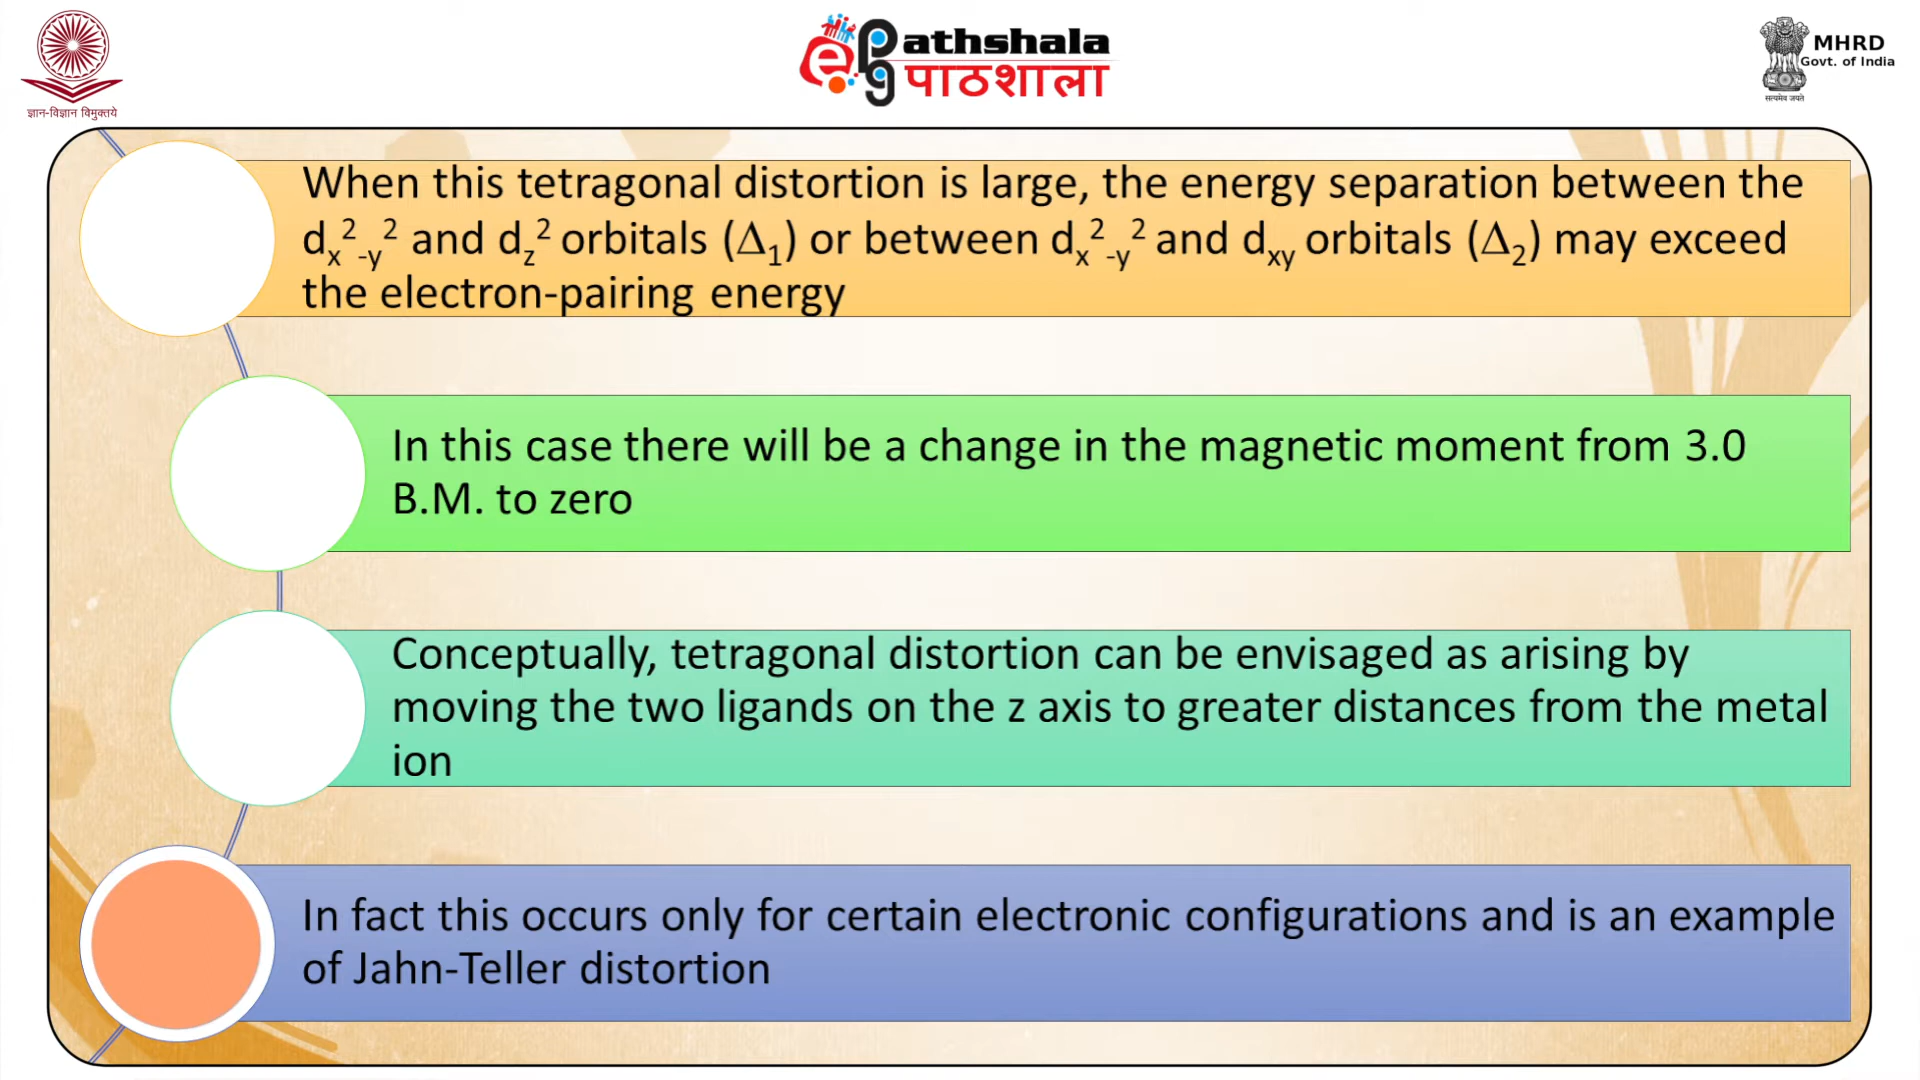 ज्ञान-विज्ञान विमुक्तये
epgathshala
पाठशाला
MHRD
Govt. of India
सत्यमेव जयते
When this tetragonal distortion is large, the energy separation between the
dx²-y² and dz² orbitals (Δ₁) or between dx²-y² and dxy orbitals (Δ₂) may exceed
the electron-pairing energy
In this case there will be a change in the magnetic moment from 3.0
B.M. to zero
Conceptually, tetragonal distortion can be envisaged as arising by
moving the two ligands on the z axis to greater distances from the metal
ion
In fact this occurs only for certain electronic configurations and is an example
of Jahn-Teller distortion